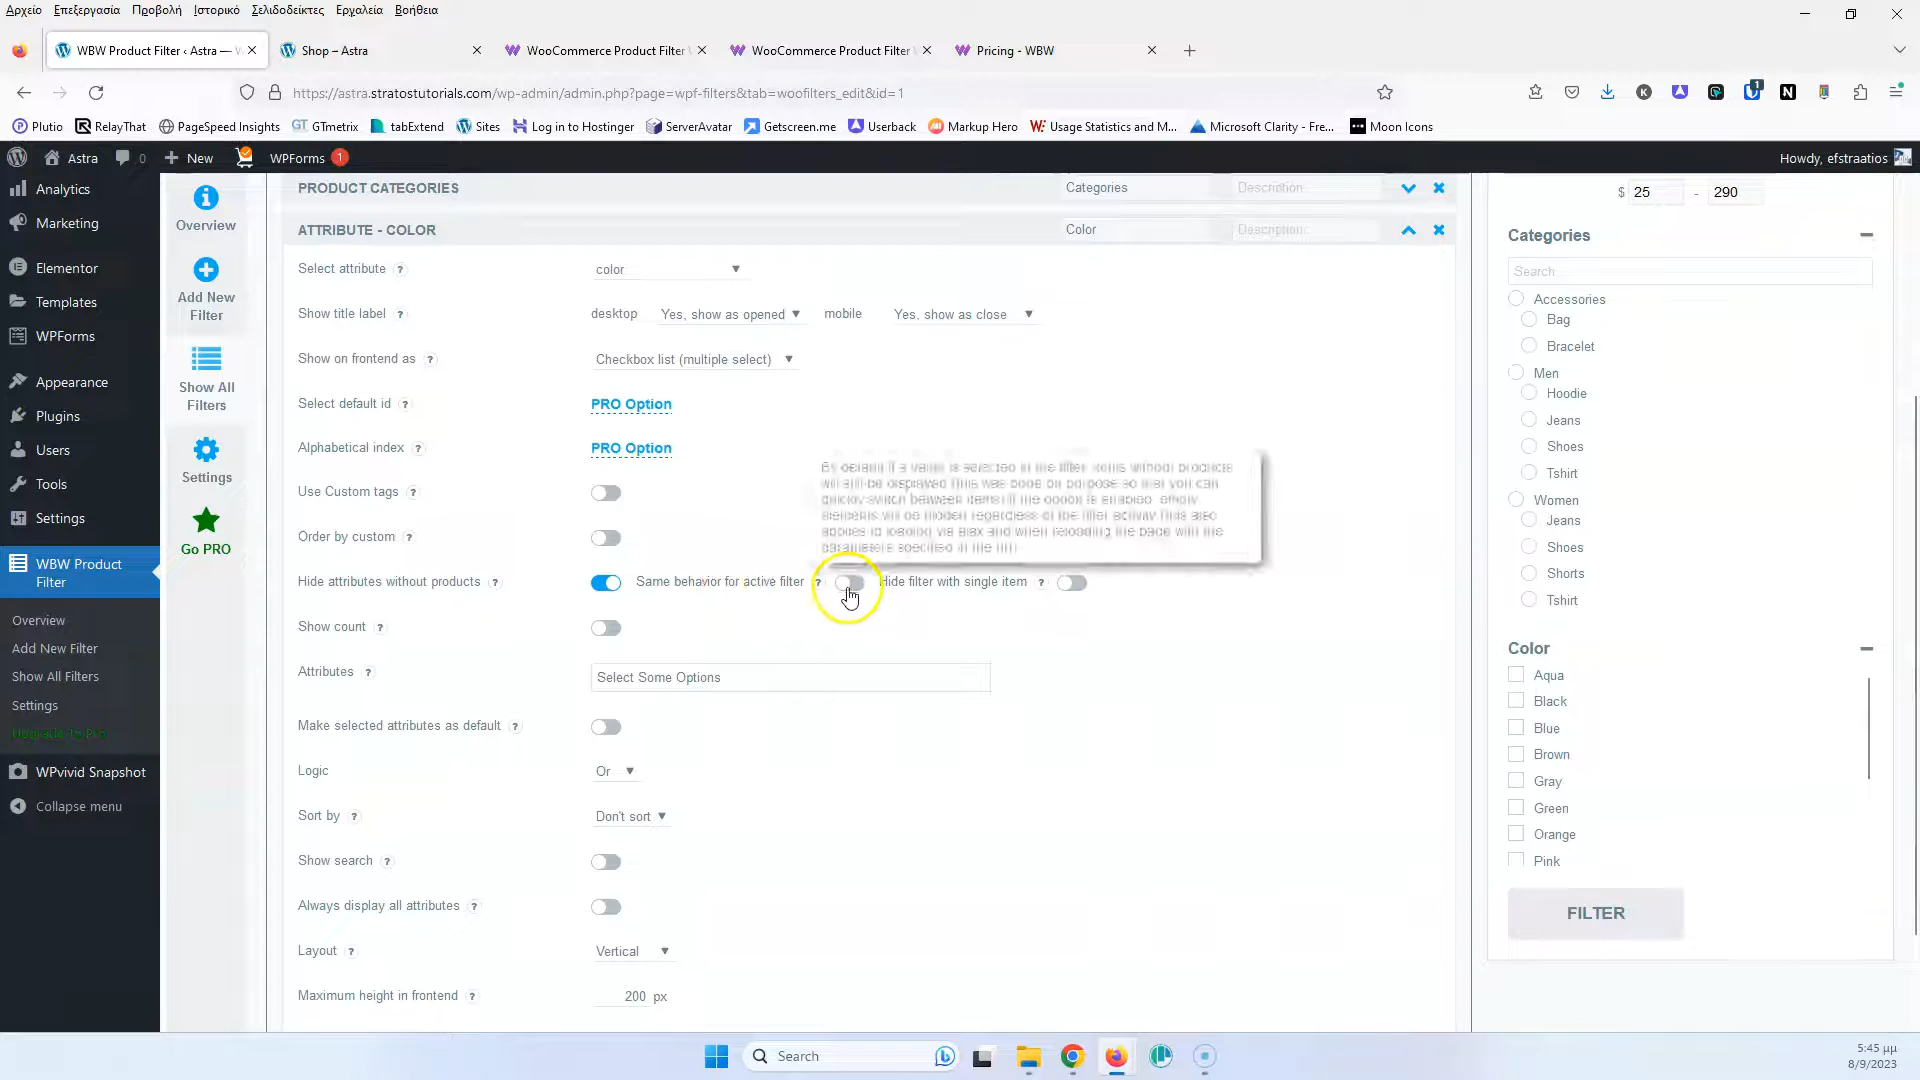 Αρχείο Επεξεργασία Προβολή Ιστορικό Σελιδοδείκτες Εργαλεία Βοήθεια
WBW Product Filter ‹ Astra — W
Shop – Astra
WooCommerce Product Filter
WooCommerce Product Filter
Pricing - WBW
https://astra.stratostutorials.com/wp-admin/admin.php?page=wpf-filters&tab=woofilters_edit&id=1
Plutio RelayThat PageSpeed Insights GTmetrix tabExtend Sites Log in to Hostinger ServerAvatar Getscreen.me Userback Markup Hero Usage Statistics and M... Microsoft Clarity - Fre... Moon Icons
Astra 0 New WPForms 1 Howdy, efstraatios
Analytics
Marketing
Elementor
Templates
WPForms
Appearance
Plugins
Users
Tools
Settings
WBW Product
Filter
Overview
Add New Filter
Show All Filters
Settings
Upgrade To Pro
WPvivid Snapshot
Collapse menu
Overview
Add New
Filter
Show All
Filters
Settings
Go PRO
PRODUCT CATEGORIES Categories Description
ATTRIBUTE - COLOR Color Description
Select attribute ? color
Show title label ? desktop Yes, show as opened mobile Yes, show as close
Show on frontend as ? Checkbox list (multiple select)
Select default id ? PRO Option
Alphabetical index ? PRO Option
Use Custom tags ?
Order by custom ?
Hide attributes without products ? Same behavior for active filter ? Hide filter with single item ?
Show count ?
Attributes ? Select Some Options
Make selected attributes as default ?
Logic Or
Sort by ? Don't sort
Show search ?
Always display all attributes ?
Layout ? Vertical
Maximum height in frontend ? 200 px
$ 25 - 290
Categories
Search ...
Accessories
Bag
Bracelet
Men
Hoodie
Jeans
Shoes
Tshirt
Women
Jeans
Shoes
Shorts
Tshirt
Color
Aqua
Black
Blue
Brown
Gray
Green
Orange
Pink
FILTER
Search
5:45 μμ
8/9/2023